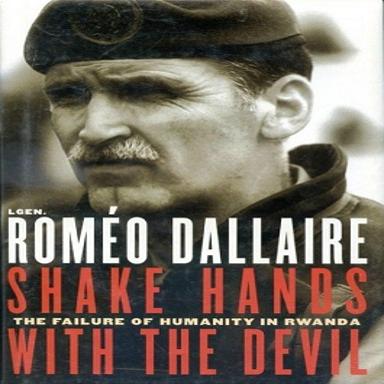 LGEN.
ROMÉO DALLAIRE
SHAKE HANDS
THE FAILURE OF HUMANITY IN RWANDA
WITH THE DEVIL